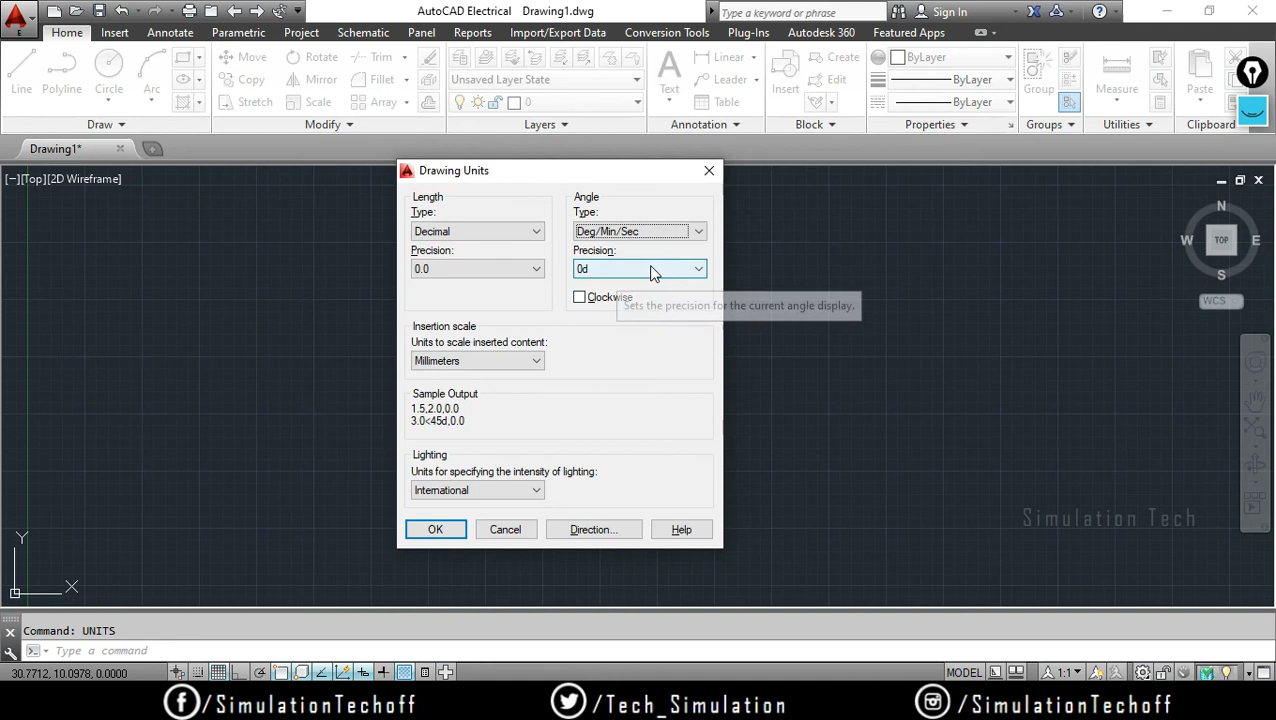 AutoCAD Electrical Drawing1.dwg
Type a keyword or phrase
Sign In
E
Home Insert Annotate Parametric Project Schematic Panel Reports Import/Export Data Conversion Tools Plug-Ins Autodesk 360 Featured Apps
Line
Polyline
Circle
Arc
Move
Copy
Stretch
Rotate
Mirror
Scale
Trim
Fillet
Array
Unsaved Layer State
0
Text
Linear
Leader
Table
Insert
Create
Edit
ByLayer
ByLayer
ByLayer
Group
Measure
Paste
Draw Modify Layers Annotation Block Properties Groups Utilities Clipboard
Drawing1*
[−][Top][2D Wireframe]
N
W TOP E
S
WCS
Drawing Units
Length
Type:
Decimal
Precision:
0.0
Angle
Type:
Deg/Min/Sec
Precision:
0d
Clockwise
Sets the precision for the current angle display.
Insertion scale
Units to scale inserted content:
Millimeters
Sample Output
1.5,2.0,0.0
3.0<45d,0.0
Lighting
Units for specifying the intensity of lighting:
International
OK Cancel Direction... Help
Simulation Tech
Y
X
Command: UNITS
Type a command
30.7712, 10.0978, 0.0000
MODEL
1:1
/SimulationTechoff /Tech_Simulation /SimulationTechoff